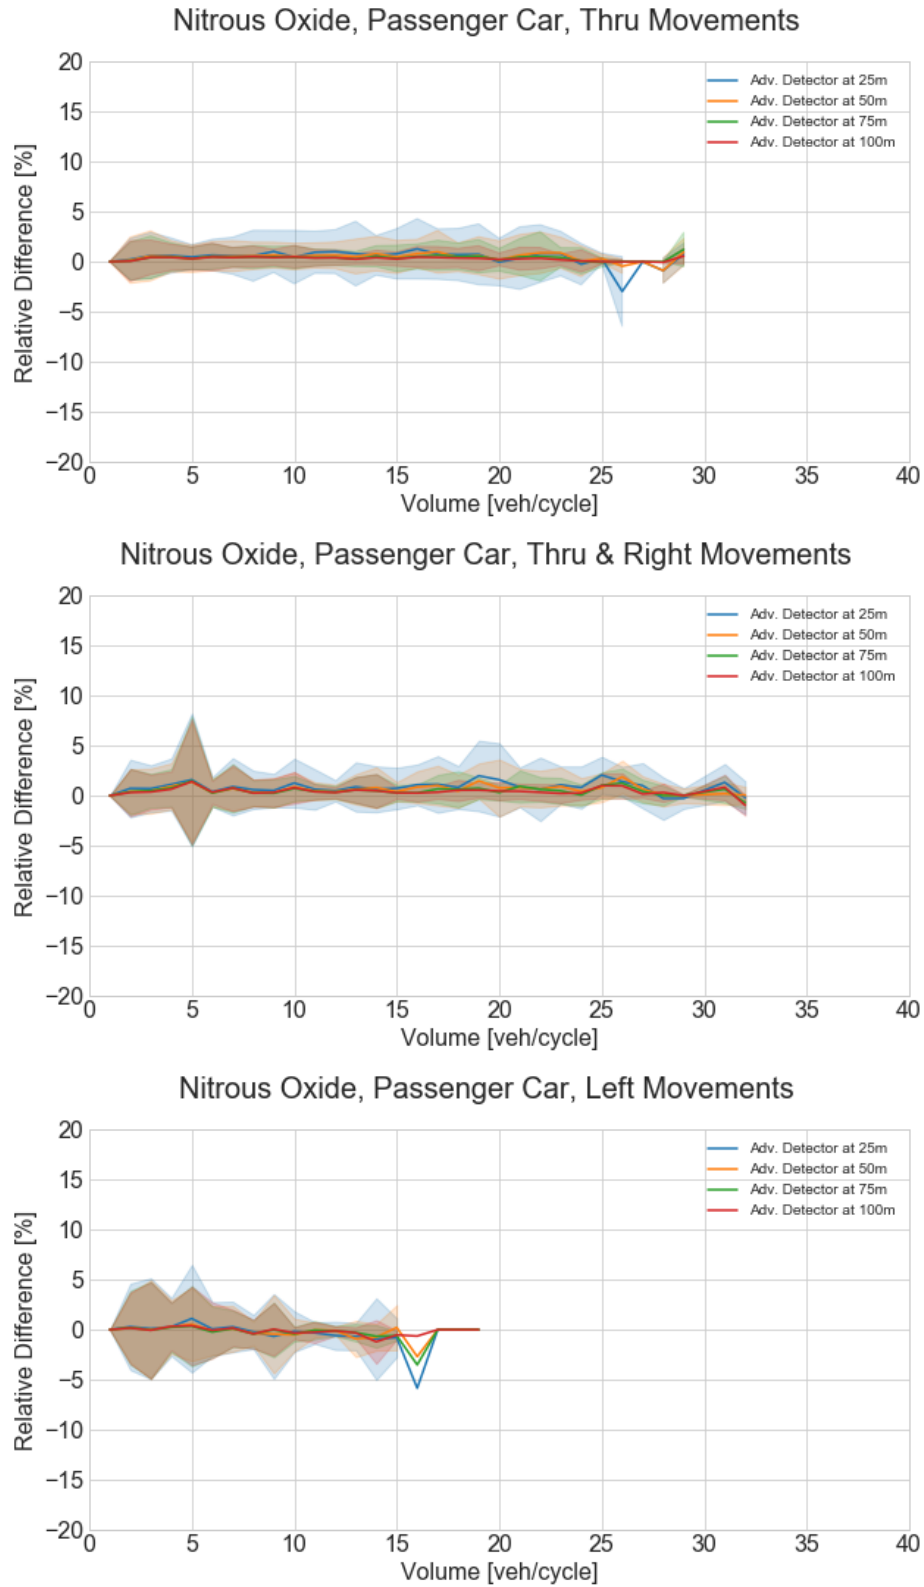 Nitrous Oxide, Passenger Car, Thru Movements
20
15
10
5
0
−5
−10
−15
−20
Relative Difference [%]
Adv. Detector at 25m
Adv. Detector at 50m
Adv. Detector at 75m
Adv. Detector at 100m
0 5 10 15 20 25 30 35 40
Volume [veh/cycle]
Nitrous Oxide, Passenger Car, Thru & Right Movements
20
15
10
5
0
−5
−10
−15
−20
Relative Difference [%]
Adv. Detector at 25m
Adv. Detector at 50m
Adv. Detector at 75m
Adv. Detector at 100m
0 5 10 15 20 25 30 35 40
Volume [veh/cycle]
Nitrous Oxide, Passenger Car, Left Movements
20
15
10
5
0
−5
−10
−15
−20
Relative Difference [%]
Adv. Detector at 25m
Adv. Detector at 50m
Adv. Detector at 75m
Adv. Detector at 100m
0 5 10 15 20 25 30 35 40
Volume [veh/cycle]